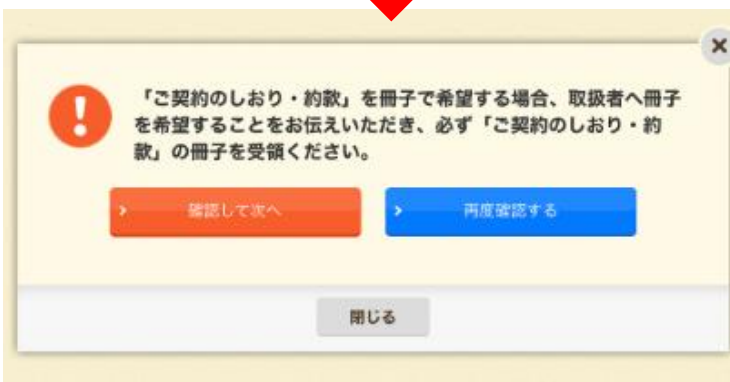 「ご契約のしおり・約款」を冊子で希望する場合、取扱者へ冊子
を希望することをお伝えいただき、必ず「ご契約のしおり・約
款」の冊子を受領ください。
確認して次へ
再度確認する
閉じる